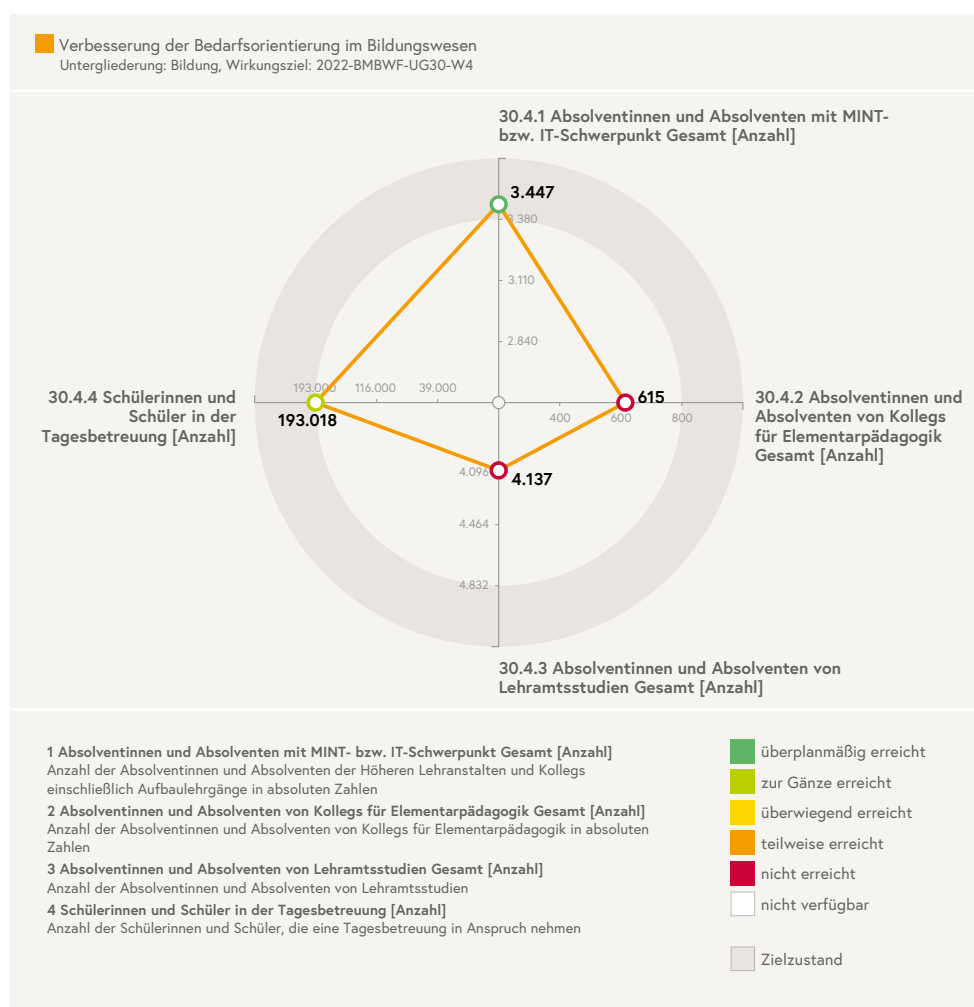 Verbesserung der Bedarfsorientierung im Bildungswesen
Untergliederung: Bildung, Wirkungsziel: 2022-BMBWF-UG30-W4
30.4.1 Absolventinnen und Absolventen mit MINT-
bzw. IT-Schwerpunkt Gesamt [Anzahl]
3.447
3.380
3.110
2.840
193.000 116.000 39.000
30.4.4 Schülerinnen und
Schüler in der
Tagesbetreuung [Anzahl]
193.018
615
400 600 800
30.4.2 Absolventinnen und
Absolventen von Kollegs
für Elementarpädagogik
Gesamt [Anzahl]
4.096
4.137
4.464
4.832
30.4.3 Absolventinnen und Absolventen von
Lehramtsstudien Gesamt [Anzahl]
1 Absolventinnen und Absolventen mit MINT- bzw. IT-Schwerpunkt Gesamt [Anzahl]
Anzahl der Absolventinnen und Absolventen der Höheren Lehranstalten und Kollegs
einschließlich Aufbaulehrgänge in absoluten Zahlen
2 Absolventinnen und Absolventen von Kollegs für Elementarpädagogik Gesamt [Anzahl]
Anzahl der Absolventinnen und Absolventen von Kollegs für Elementarpädagogik in absoluten
Zahlen
3 Absolventinnen und Absolventen von Lehramtsstudien Gesamt [Anzahl]
Anzahl der Absolventinnen und Absolventen von Lehramtsstudien
4 Schülerinnen und Schüler in der Tagesbetreuung [Anzahl]
Anzahl der Schülerinnen und Schüler, die eine Tagesbetreuung in Anspruch nehmen
überplanmäßig erreicht
zur Gänze erreicht
überwiegend erreicht
teilweise erreicht
nicht erreicht
nicht verfügbar
Zielzustand